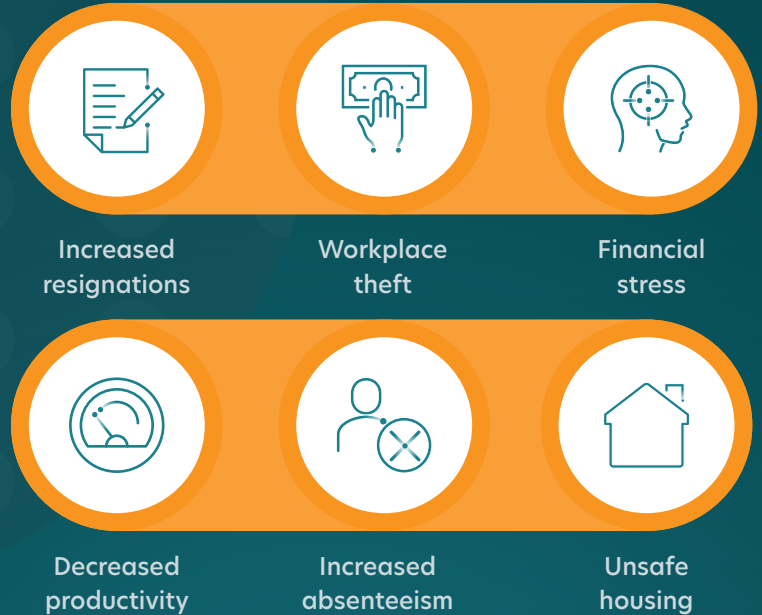 Increased
resignations
Workplace
theft
Financial
stress
Decreased
productivity
Increased
absenteeism
Unsafe
housing